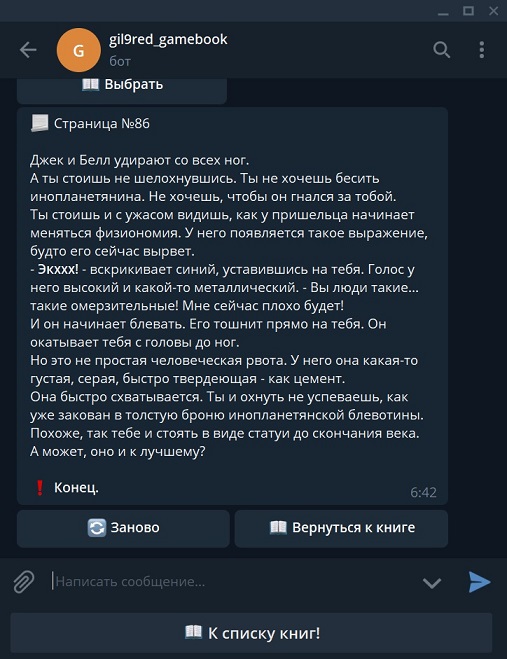 gil9red_gamebook
G
бот
📖 Выбрать
Страница №86
Джек и Белл удирают со всех ног.
А ты стоишь не шелохнувшись. Ты не хочешь бесить
инопланетянина. Не хочешь, чтобы он гнался за тобой.
Ты стоишь и с ужасом видишь, как у пришельца начинает
меняться физиономия. У него появляется такое выражение,
будто его сейчас вырвет.
- Экххх! - вскрикивает синий, уставившись на тебя. Голос у
него высокий и какой-то металлический. - Вы люди такие...
такие омерзительные! Мне сейчас плохо будет!
И он начинает блевать. Его тошнит прямо на тебя. Он
окатывает тебя с головы до ног.
Но это не простая человеческая рвота. У него она какая-то
густая, серая, быстро твердеющая - как цемент.
Она быстро схватывается. Ты и охнуть не успеваешь, как
уже закован в толстую броню инопланетянской блевотины.
Похоже, так тебе и стоять в виде статуи до скончания века.
А может, оно и к лучшему?
❗ Конец.
6:42
🔄 Заново
📖 Вернуться к книге
Написать сообщение...
📖 К списку книг!